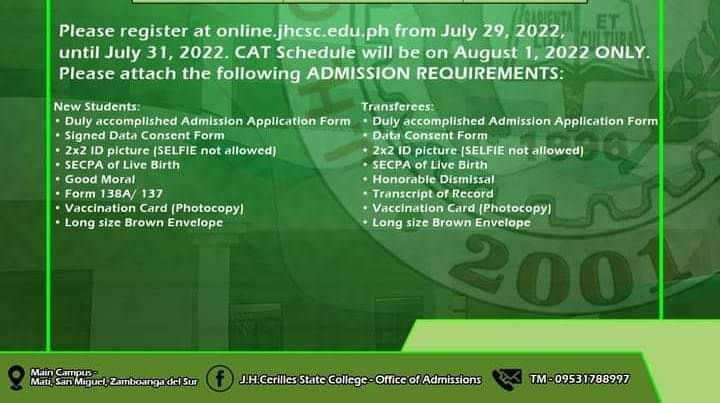 Please register at online.jhcsc.edu.ph from July 29, 2022,
until July 31, 2022. CAT Schedule will be on August 1, 2022 ONLY.
Please attach the following ADMISSION REQUIREMENTS:
New Students:
• Duly accomplished Admission Application Form
• Signed Data Consent Form
• 2x2 ID picture (SELFIE not allowed)
• SECPA of Live Birth
• Good Moral
• Form 138A/ 137
• Vaccination Card (Photocopy)
• Long size Brown Envelope
Transferees:
• Duly accomplished Admission Application Form
• Data Consent Form
• 2x2 ID picture (SELFIE not allowed)
• SECPA of Live Birth
• Honorable Dismissal
• Transcript of Record
• Vaccination Card (Photocopy)
• Long size Brown Envelope
SAPIENTA ET
CULTURA
2001
Main Campus -
Mati, San Miguel, Zamboanga del Sur
J.H.Cerilles State College - Office of Admissions
TM - 09531788997